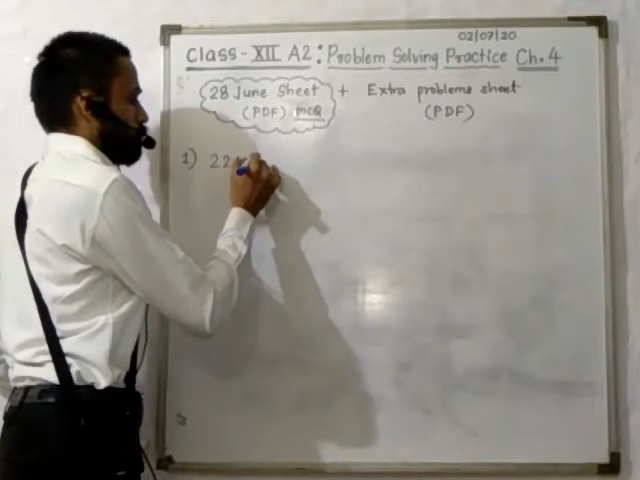 02/07/20
Class - XII A2 : Problem Solving Practice Ch. 4
28 June Sheet + Extra problems sheet
(PDF) MCQ (PDF)
1) 22